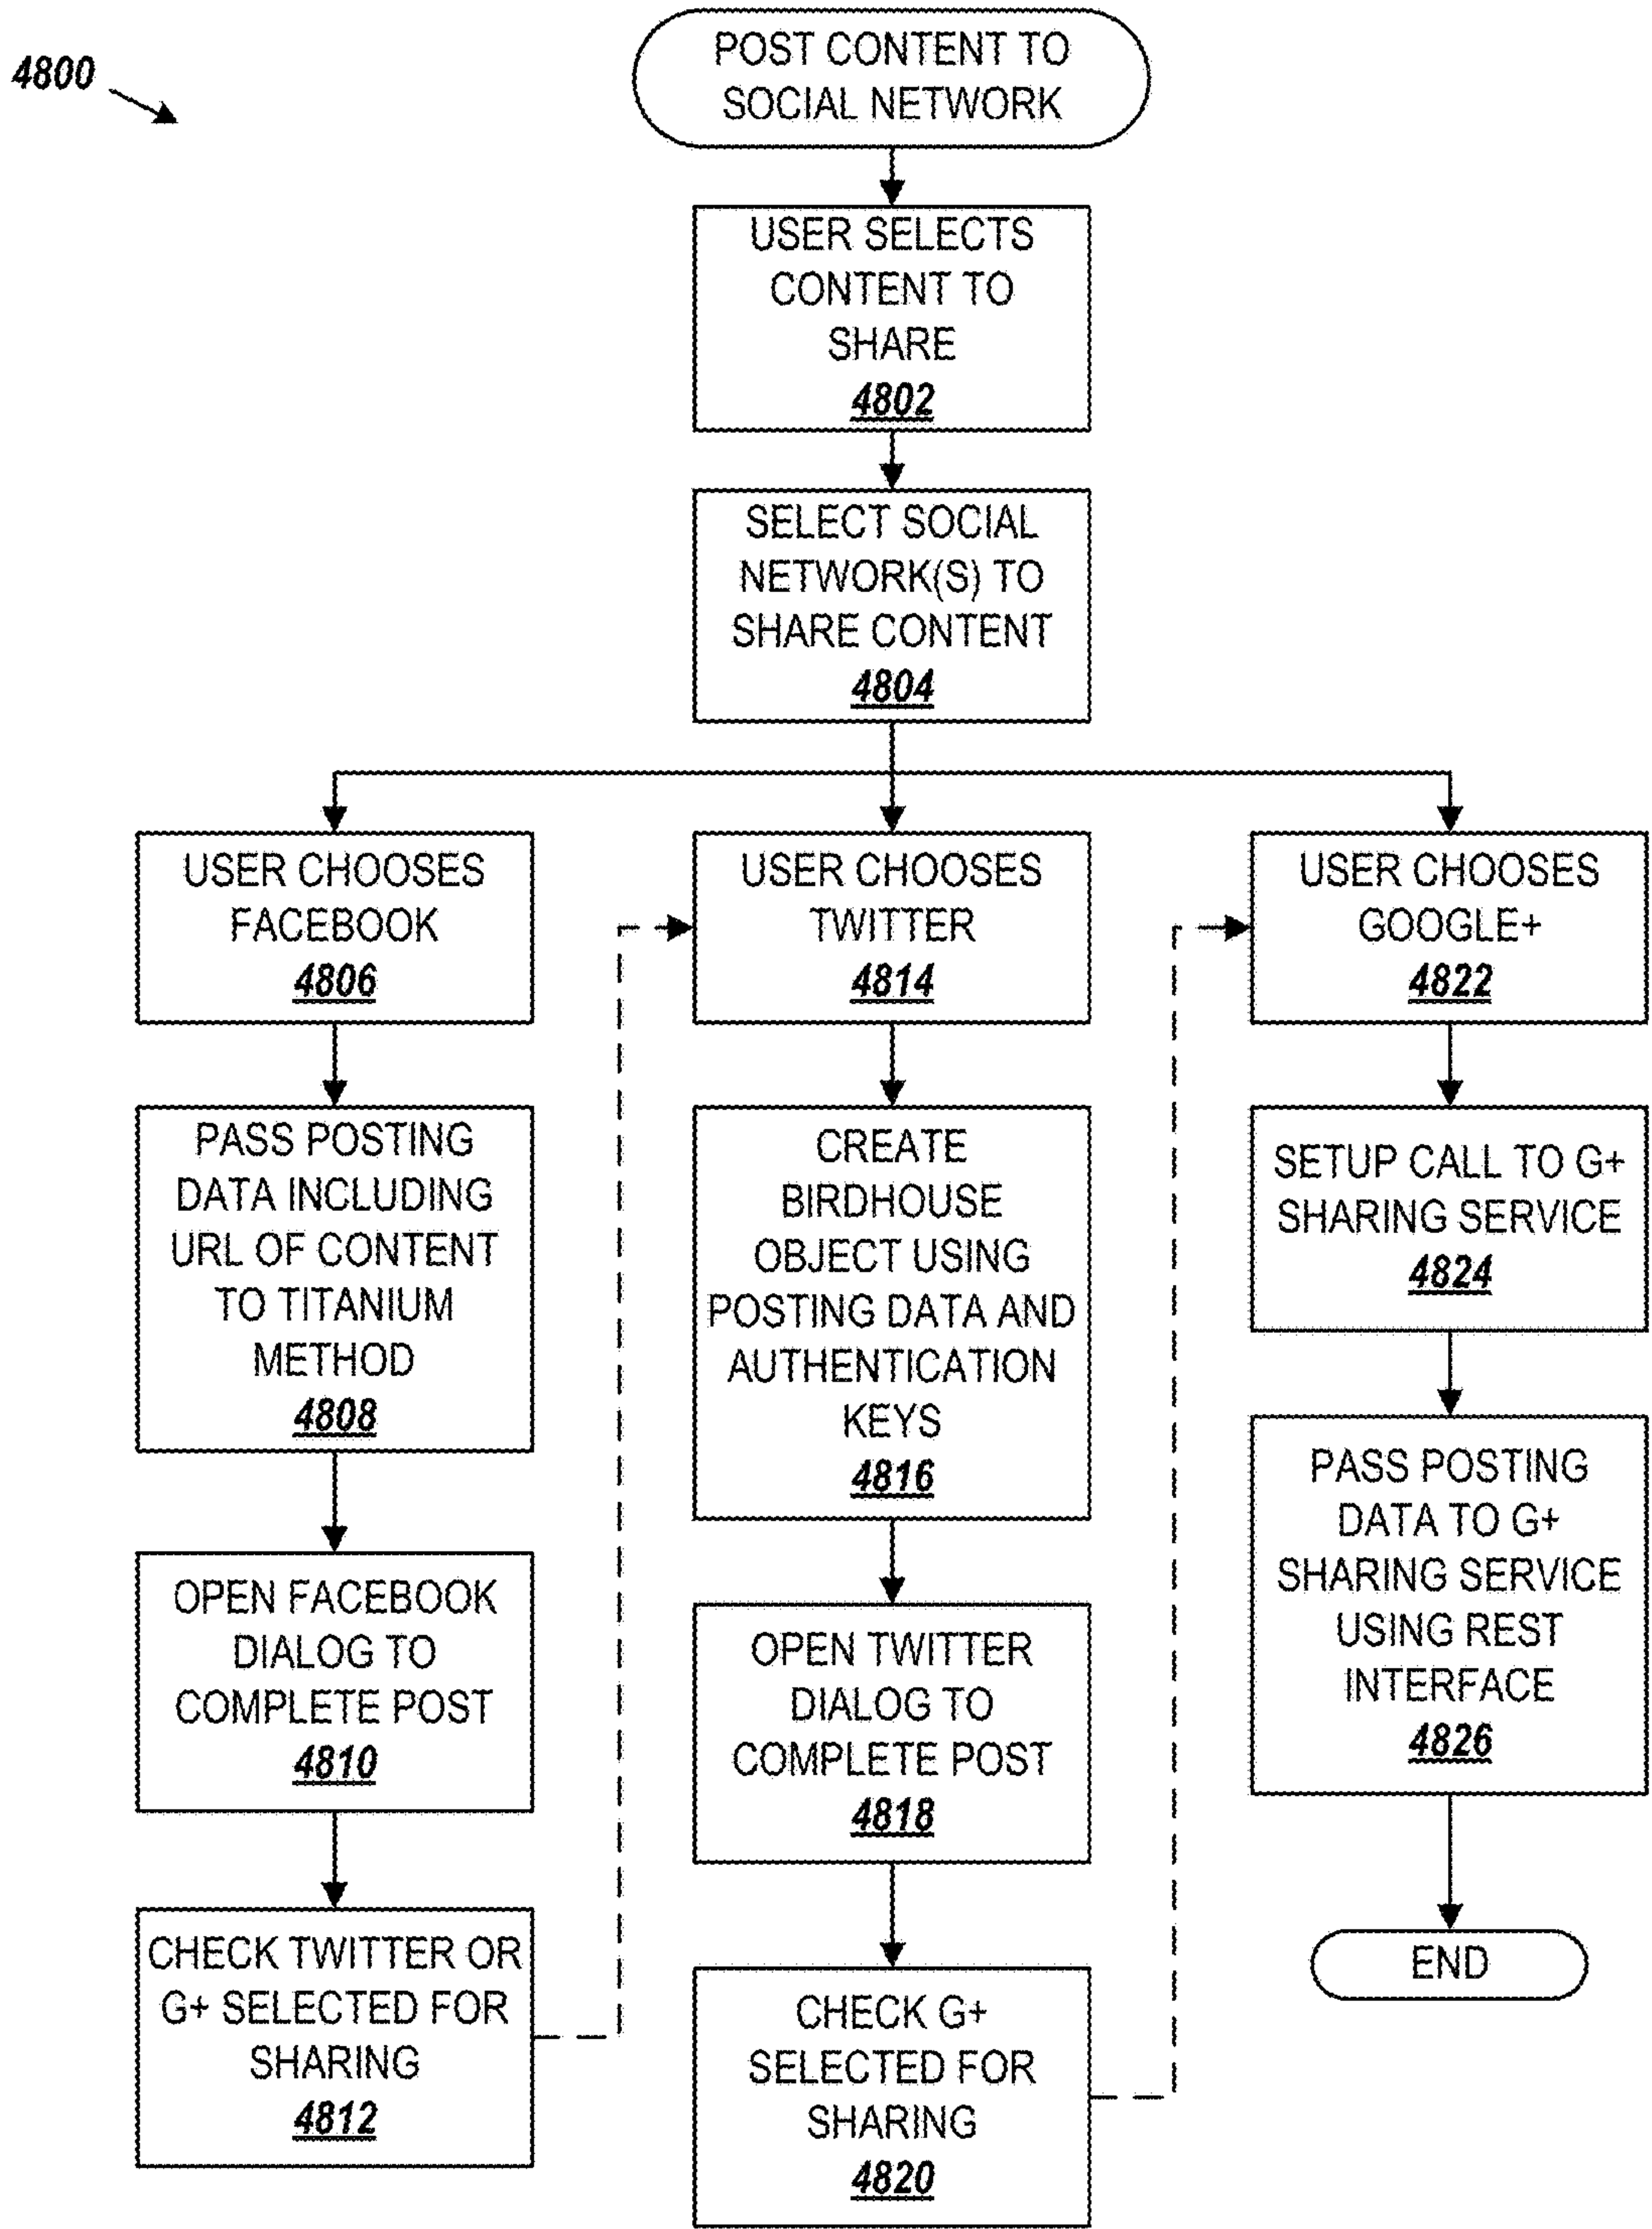 4800
POST CONTENT TO
SOCIAL NETWORK
USER SELECTS
CONTENT TO
SHARE
4802
SELECT SOCIAL
NETWORK(S) TO
SHARE CONTENT
4804
USER CHOOSES
FACEBOOK
4806
PASS POSTING
DATA INCLUDING
URL OF CONTENT
TO TITANIUM
METHOD
4808
OPEN FACEBOOK
DIALOG TO
COMPLETE POST
4810
CHECK TWITTER OR
G+ SELECTED FOR
SHARING
4812
USER CHOOSES
TWITTER
4814
CREATE
BIRDHOUSE
OBJECT USING
POSTING DATA AND
AUTHENTICATION
KEYS
4816
OPEN TWITTER
DIALOG TO
COMPLETE POST
4818
CHECK G+
SELECTED FOR
SHARING
4820
USER CHOOSES
GOOGLE+
4822
SETUP CALL TO G+
SHARING SERVICE
4824
PASS POSTING
DATA TO G+
SHARING SERVICE
USING REST
INTERFACE
4826
END